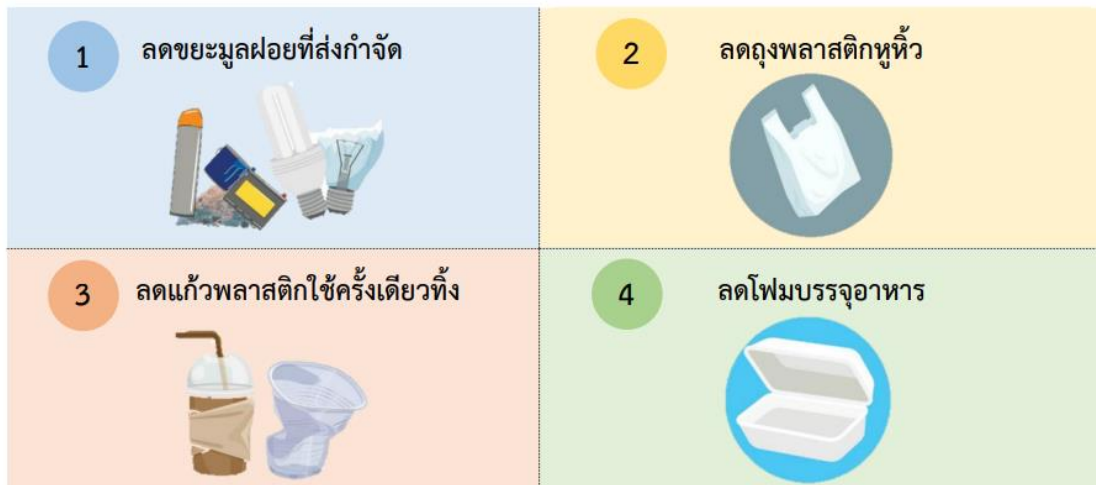 1 ลดขยะมูลฝอยที่ส่งกำจัด
2 ลดถุงพลาสติกหูหิ้ว
3 ลดแก้วพลาสติกใช้ครั้งเดียวทิ้ง
4 ลดโฟมบรรจุอาหาร